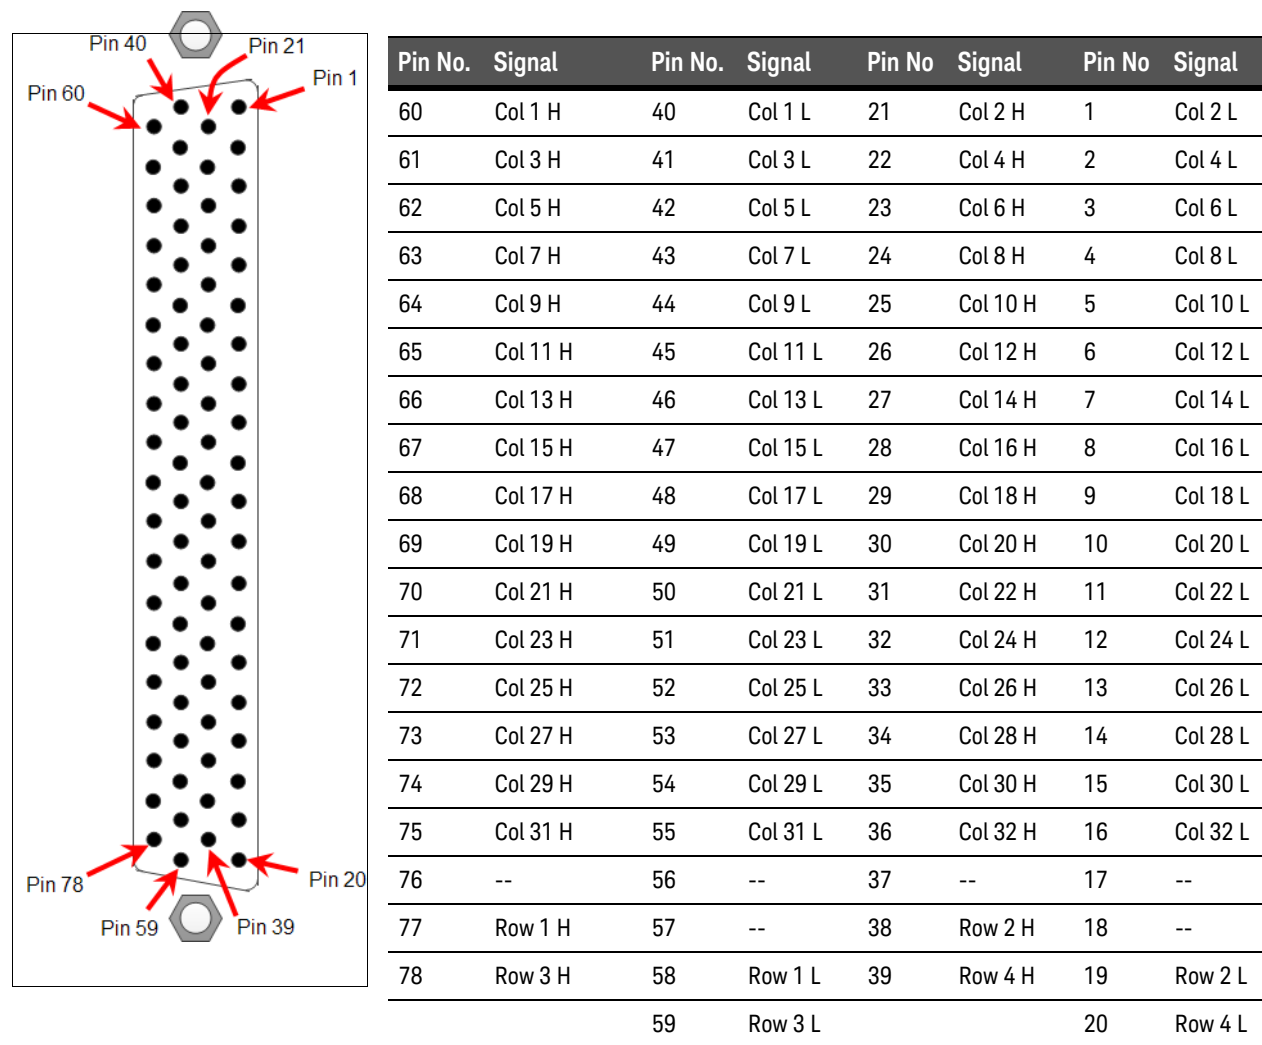 Pin 40
Pin 21
Pin 1
Pin 60
Pin 78
Pin 20
Pin 59
Pin 39
Pin No. Signal Pin No. Signal Pin No Signal Pin No Signal
60 Col 1 H 40 Col 1 L 21 Col 2 H 1 Col 2 L
61 Col 3 H 41 Col 3 L 22 Col 4 H 2 Col 4 L
62 Col 5 H 42 Col 5 L 23 Col 6 H 3 Col 6 L
63 Col 7 H 43 Col 7 L 24 Col 8 H 4 Col 8 L
64 Col 9 H 44 Col 9 L 25 Col 10 H 5 Col 10 L
65 Col 11 H 45 Col 11 L 26 Col 12 H 6 Col 12 L
66 Col 13 H 46 Col 13 L 27 Col 14 H 7 Col 14 L
67 Col 15 H 47 Col 15 L 28 Col 16 H 8 Col 16 L
68 Col 17 H 48 Col 17 L 29 Col 18 H 9 Col 18 L
69 Col 19 H 49 Col 19 L 30 Col 20 H 10 Col 20 L
70 Col 21 H 50 Col 21 L 31 Col 22 H 11 Col 22 L
71 Col 23 H 51 Col 23 L 32 Col 24 H 12 Col 24 L
72 Col 25 H 52 Col 25 L 33 Col 26 H 13 Col 26 L
73 Col 27 H 53 Col 27 L 34 Col 28 H 14 Col 28 L
74 Col 29 H 54 Col 29 L 35 Col 30 H 15 Col 30 L
75 Col 31 H 55 Col 31 L 36 Col 32 H 16 Col 32 L
76 -- 56 -- 37 -- 17 --
77 Row 1 H 57 -- 38 Row 2 H 18 --
78 Row 3 H 58 Row 1 L 39 Row 4 H 19 Row 2 L
59 Row 3 L 20 Row 4 L